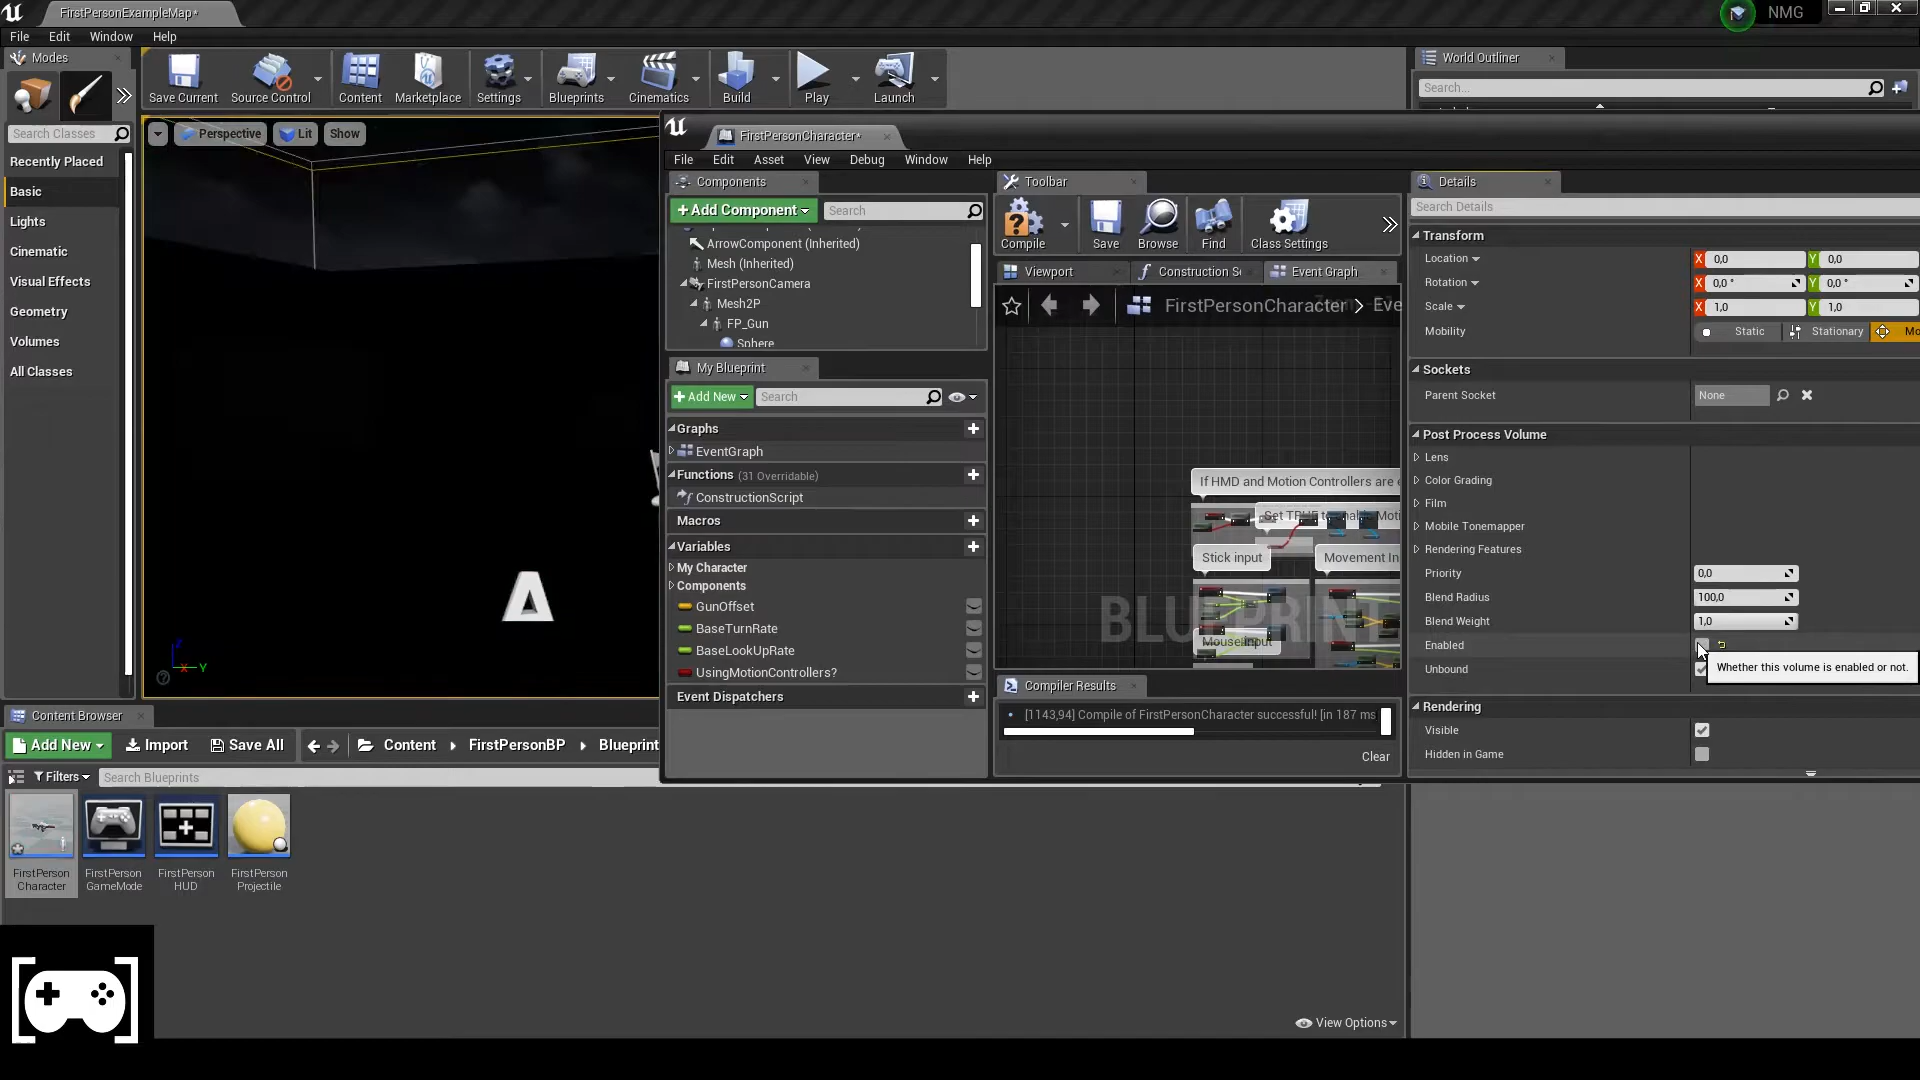 FirstPersonExampleMap*
NMG
File Edit Window Help
Modes
World Outliner
Save Current Source Control Content Marketplace Settings Blueprints Cinematics Build Play Launch
Search...
Search Classes
Perspective Lit Show
Recently Placed
Basic
Lights
Cinematic
Visual Effects
Geometry
Volumes
All Classes
FirstPersonCharacter*
File Edit Asset View Debug Window Help
Components
+Add Component
Search
ArrowComponent (Inherited)
Mesh (Inherited)
FirstPersonCamera
Mesh2P
FP_Gun
Sphere
My Blueprint
+Add New
Search
Graphs
EventGraph
Functions (31 Overridable)
ConstructionScript
Macros
Variables
My Character
Components
GunOffset
BaseTurnRate
BaseLookUpRate
UsingMotionControllers?
Event Dispatchers
Toolbar
Compile Save Browse Find Class Settings
Viewport Construction Sc Event Graph
FirstPersonCharacter > Eve
If HMD and Motion Controllers are e
Set TRUE to enable Moti
Stick input
Movement In
Mouse input
BLUEPRINT
Compiler Results
[1143,94] Compile of FirstPersonCharacter successful! [in 187 ms
Clear
Details
Search Details
Transform
Location X 0,0 Y 0,0
Rotation X 0,0 ° Y 0,0 °
Scale X 1,0 Y 1,0
Mobility Static Stationary Mo
Sockets
Parent Socket None
Post Process Volume
Lens
Color Grading
Film
Mobile Tonemapper
Rendering Features
Priority 0,0
Blend Radius 100,0
Blend Weight 1,0
Enabled
Whether this volume is enabled or not.
Unbound
Rendering
Visible
Hidden in Game
A
X Y
Content Browser
Add New Import Save All Content FirstPersonBP Blueprint
Filters Search Blueprints
FirstPerson Character
FirstPerson GameMode
FirstPerson HUD
FirstPerson Projectile
View Options